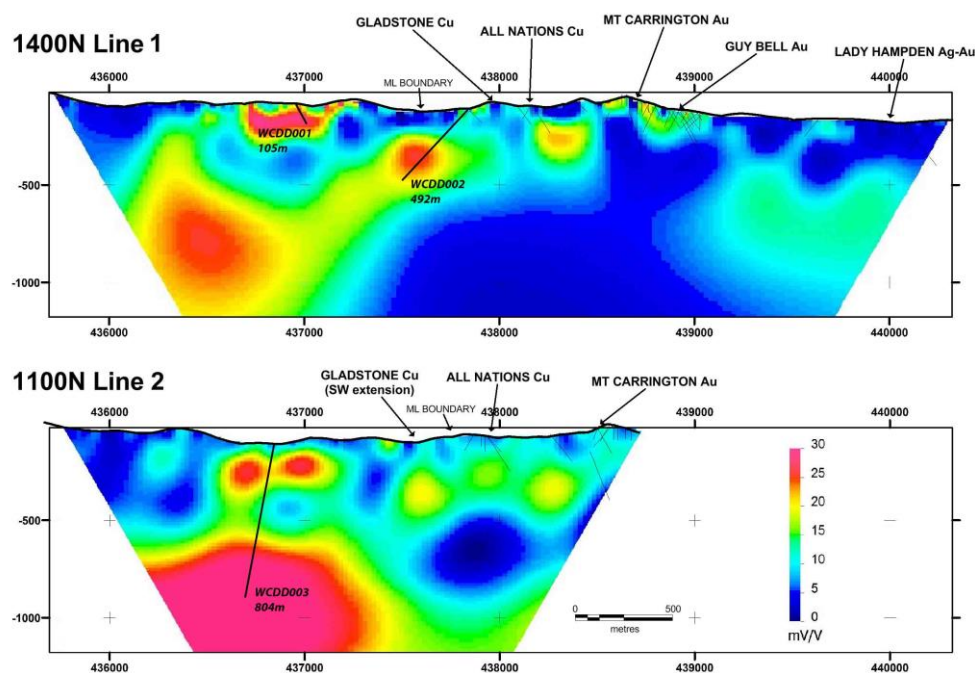 1400N Line 1
GLADSTONE Cu
ALL NATIONS Cu
MT CARRINGTON Au
GUY BELL Au
LADY HAMPDEN Ag-Au
ML BOUNDARY
436000 437000 438000 439000 440000
WCDD001
105m
WCDD002
492m
-500
-1000
436000 437000 438000 439000 440000
1100N Line 2
GLADSTONE Cu
(SW extension)
ML BOUNDARY
ALL NATIONS Cu
MT CARRINGTON Au
436000 437000 438000 439000 440000
-500
-1000
WCDD003
804m
0 500
metres
30
25
20
15
10
5
0
mV/V
436000 437000 438000 439000 440000